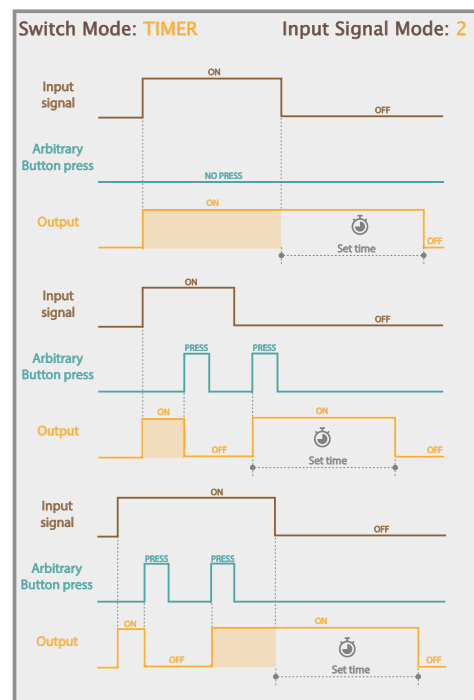 Switch Mode: TIMER Input Signal Mode: 2
ON
Input
signal
OFF
Arbitrary
Button press
NO PRESS
ON
Output
OFF
Set time
ON
Input
signal
OFF
PRESS PRESS
Arbitrary
Button press
ON ON
Output
OFF OFF
Set time
ON
Input
signal
OFF
PRESS PRESS
Arbitrary
Button press
ON ON
Output
OFF OFF
Set time